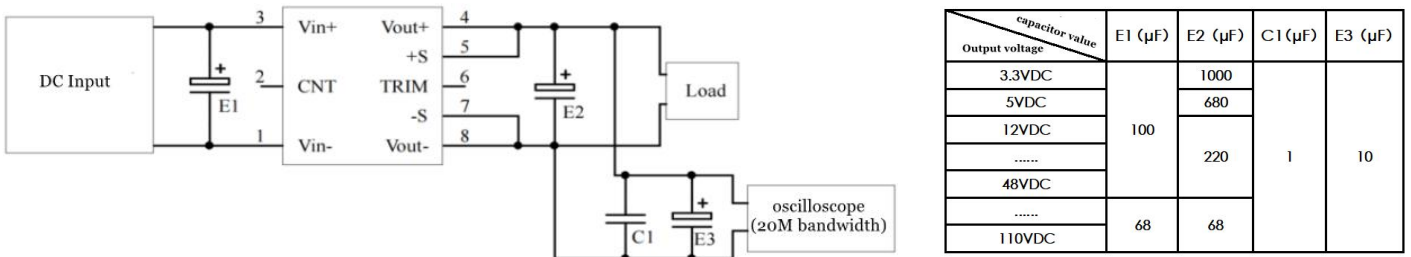 DC Input
+
E1
3
2
1
Vin+
CNT
Vin-
Vout+
+S
TRIM
-S
Vout-
4
5
6
7
8
+
E2
Load
C1
+
E3
oscilloscope
(20M bandwidth)
capacitor value
Output voltage
E1 (µF) E2 (µF) C1(µF) E3 (µF)
3.3VDC 1000
5VDC 680
12VDC
100
...... 220 1 10
48VDC
......
68 68
110VDC